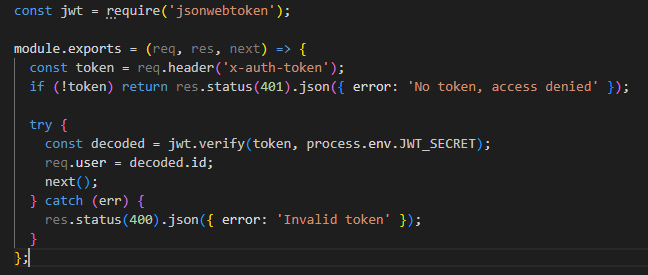 const jwt = require('jsonwebtoken');
module.exports = (req, res, next) => {
  const token = req.header('x-auth-token');
  if (!token) return res.status(401).json({ error: 'No token, access denied' });
  try {
    const decoded = jwt.verify(token, process.env.JWT_SECRET);
    req.user = decoded.id;
    next();
  } catch (err) {
    res.status(400).json({ error: 'Invalid token' });
  }
};